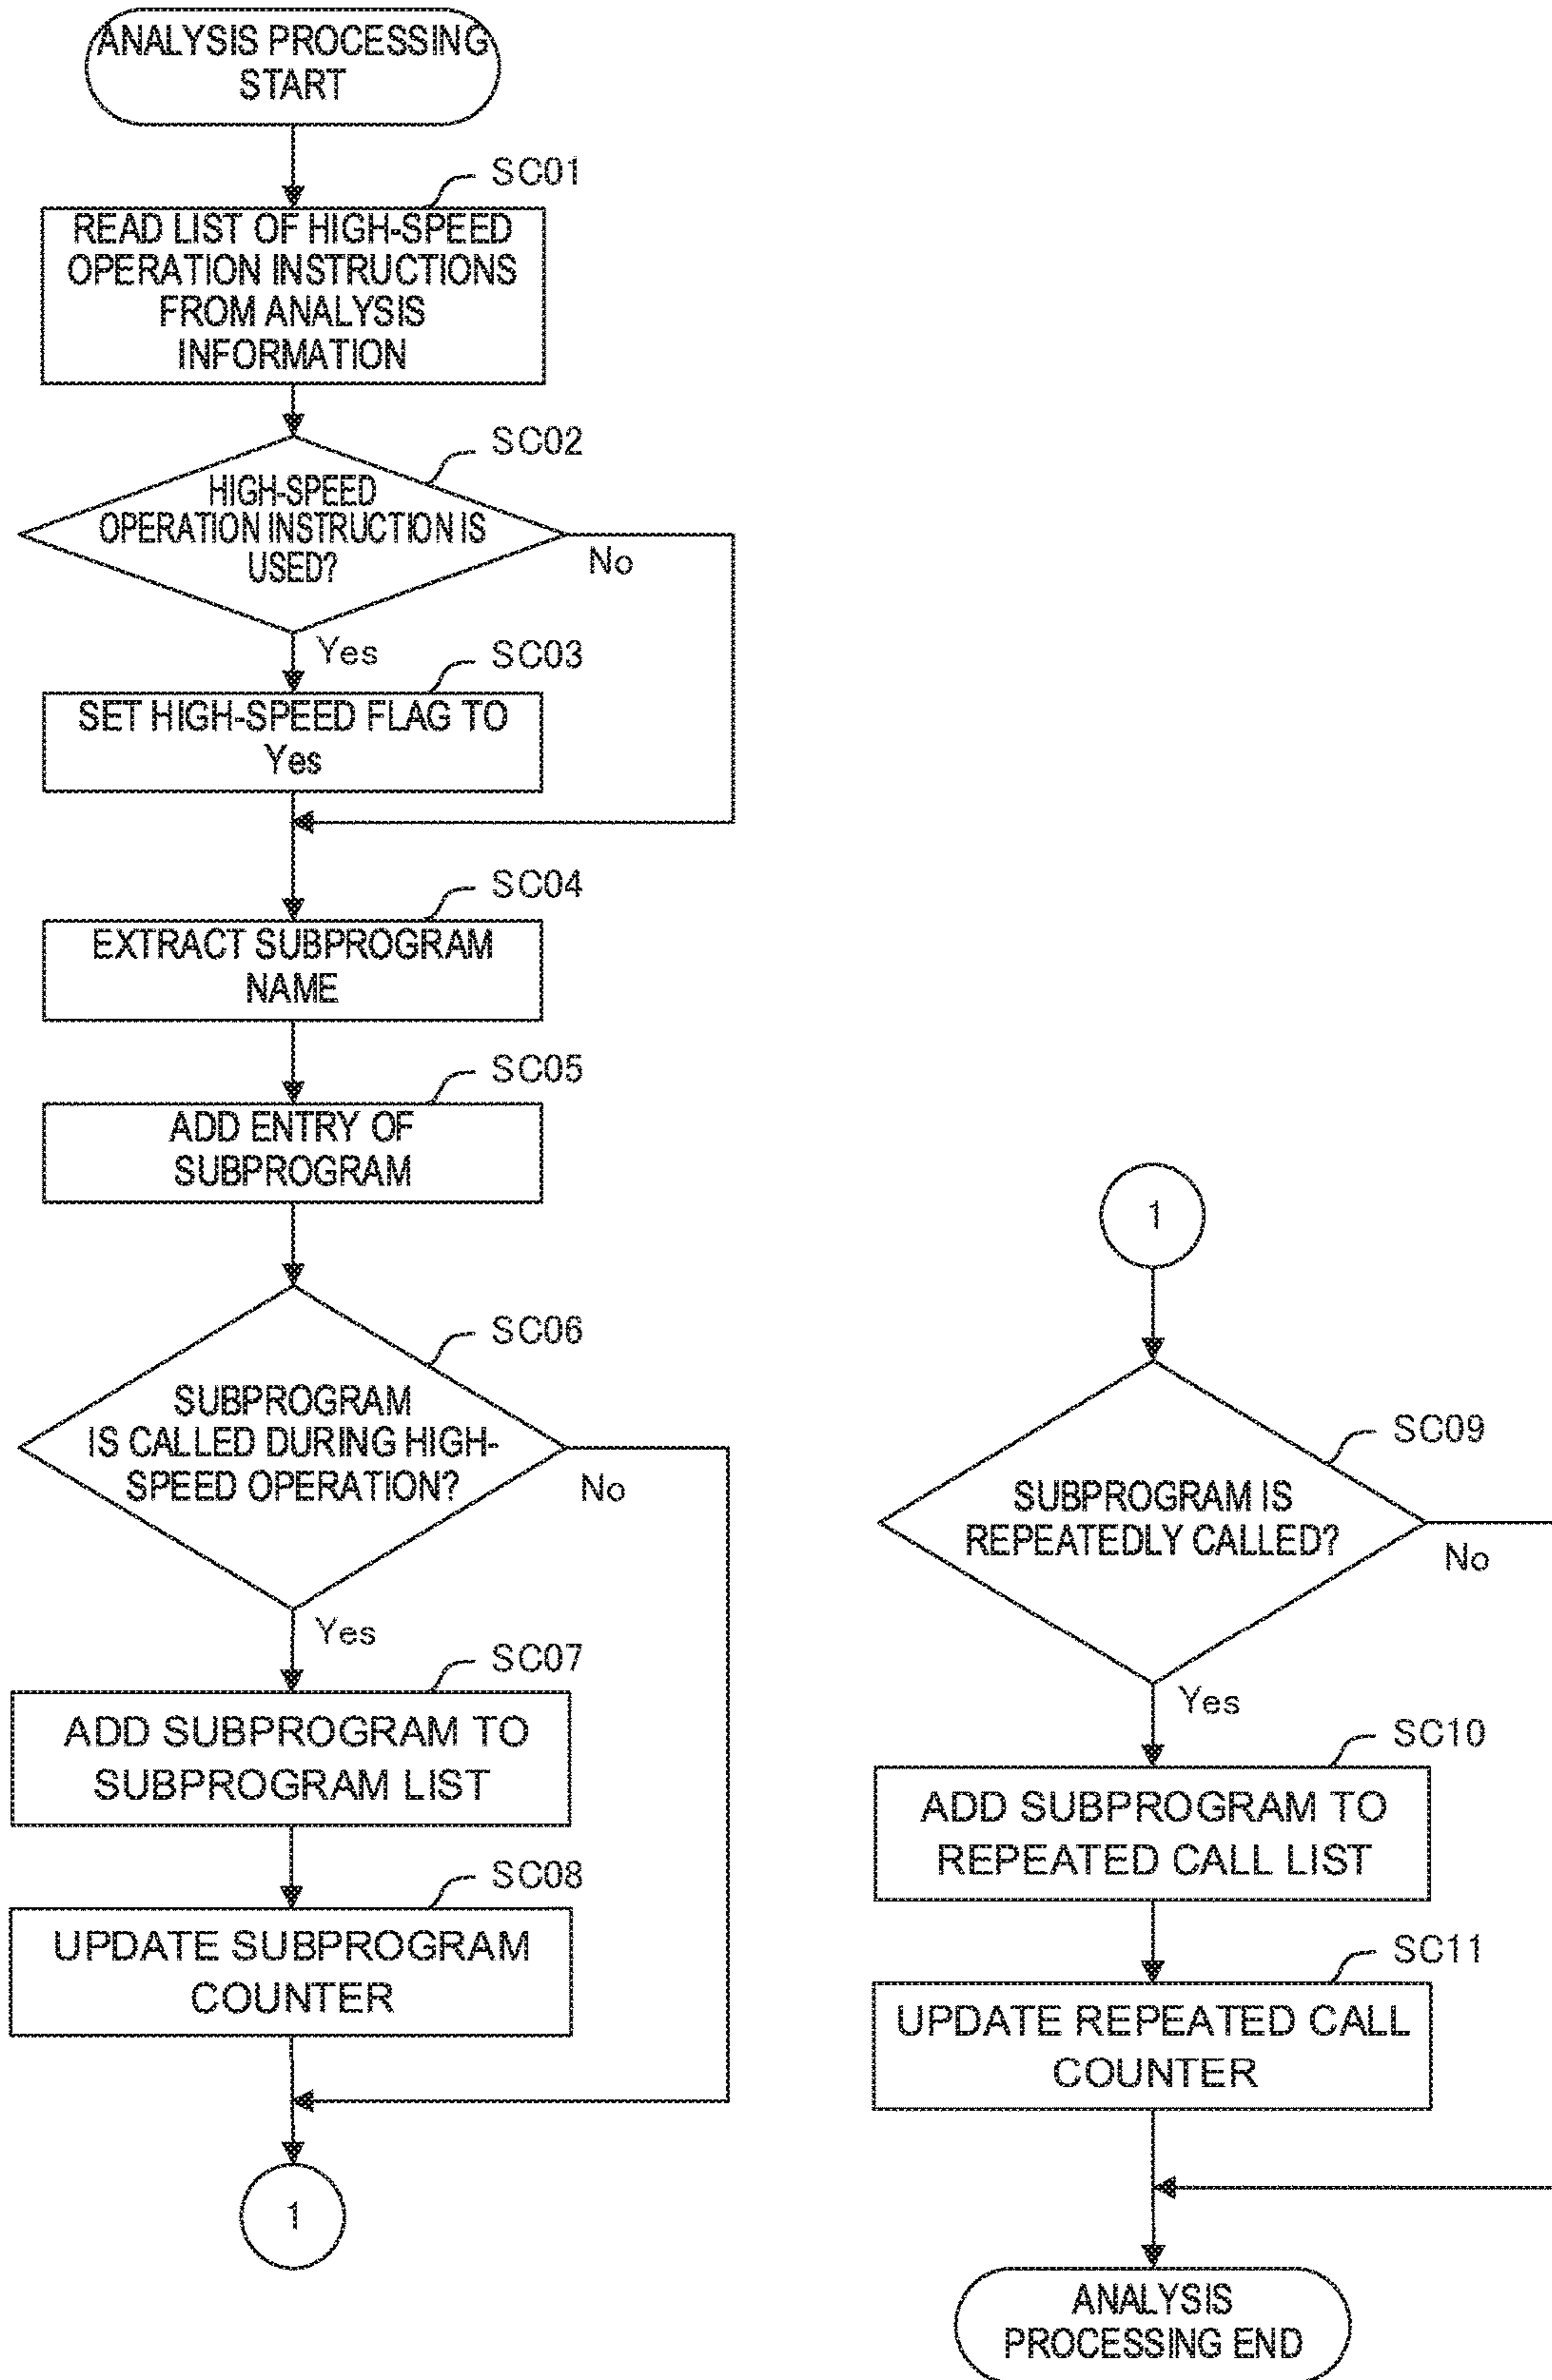 ANALYSIS PROCESSING
START
SC01
READ LIST OF HIGH-SPEED
OPERATION INSTRUCTIONS
FROM ANALYSIS
INFORMATION
SC02
HIGH-SPEED
OPERATION INSTRUCTION IS
USED?
No
Yes
SC03
SET HIGH-SPEED FLAG TO
Yes
SC04
EXTRACT SUBPROGRAM
NAME
SC05
ADD ENTRY OF
SUBPROGRAM
SC06
SUBPROGRAM
IS CALLED DURING HIGH-
SPEED OPERATION?
No
Yes
SC07
ADD SUBPROGRAM TO
SUBPROGRAM LIST
SC08
UPDATE SUBPROGRAM
COUNTER
1
1
SC09
SUBPROGRAM IS
REPEATEDLY CALLED?
No
Yes
SC10
ADD SUBPROGRAM TO
REPEATED CALL LIST
SC11
UPDATE REPEATED CALL
COUNTER
ANALYSIS
PROCESSING END